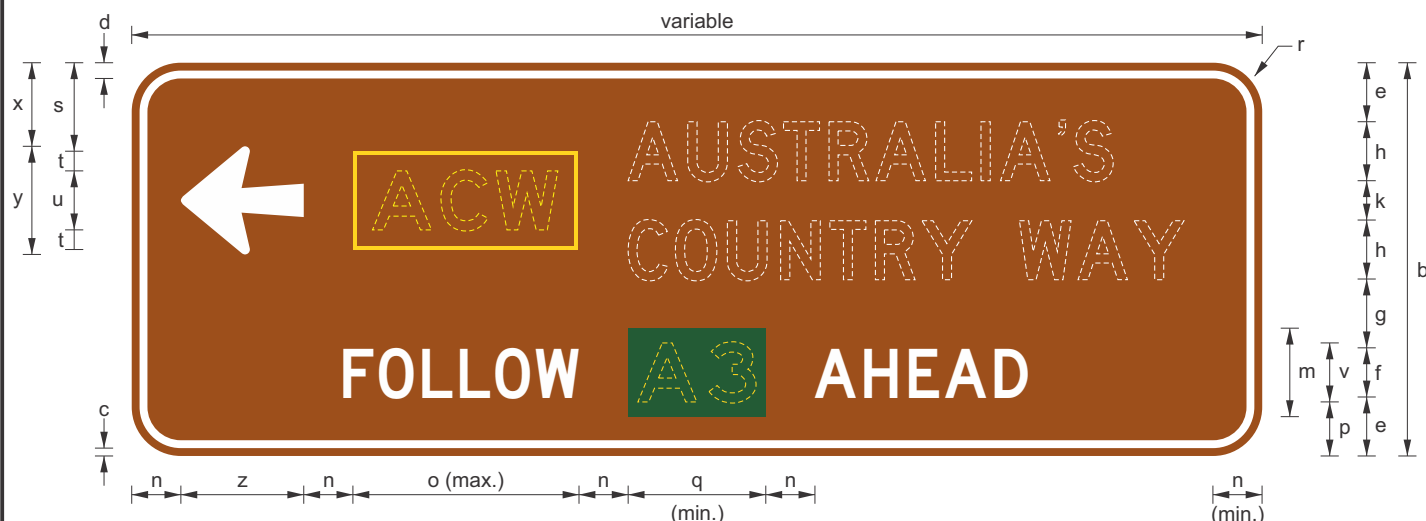 d
variable
r
x
s
e
t
y
u
t
AUSTRALIA'S
h
k
ACW
COUNTRY WAY
h
b
g
FOLLOW A3 AHEAD
m
v
f
c
p
e
n
z
n
o (max.)
n
q
(min.)
n
n
(min.)